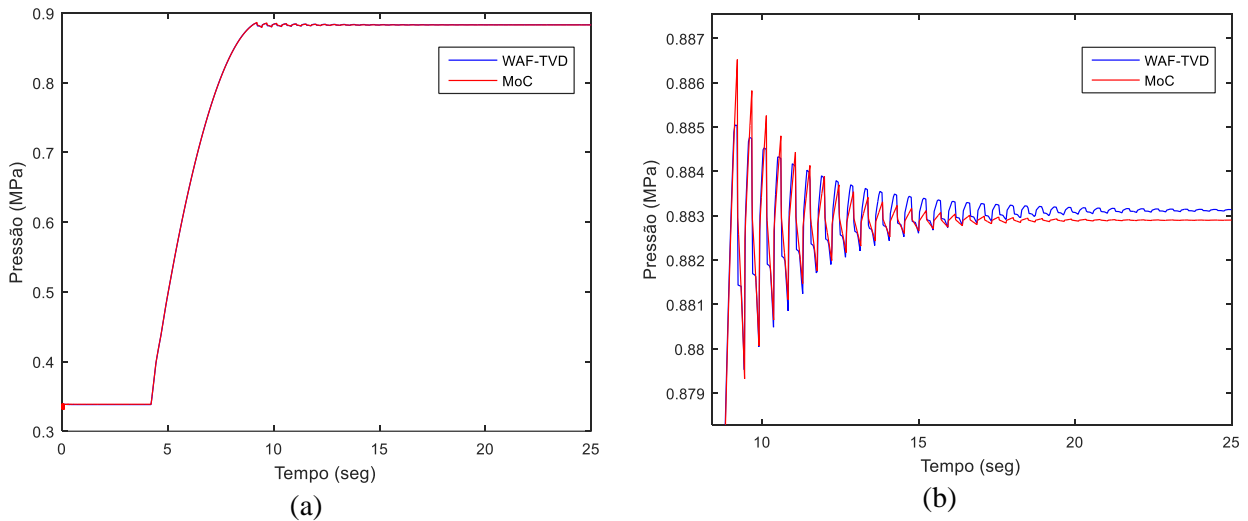 0.9
0.8
0.7
0.6
0.5
0.4
0.3
Pressão (MPa)
WAF-TVD
MoC
0 5 10 15 20 25
Tempo (seg)
(a)
0.887
0.886
0.885
0.884
0.883
0.882
0.881
0.88
0.879
Pressão (MPa)
WAF-TVD
MoC
10 15 20 25
Tempo (seg)
(b)